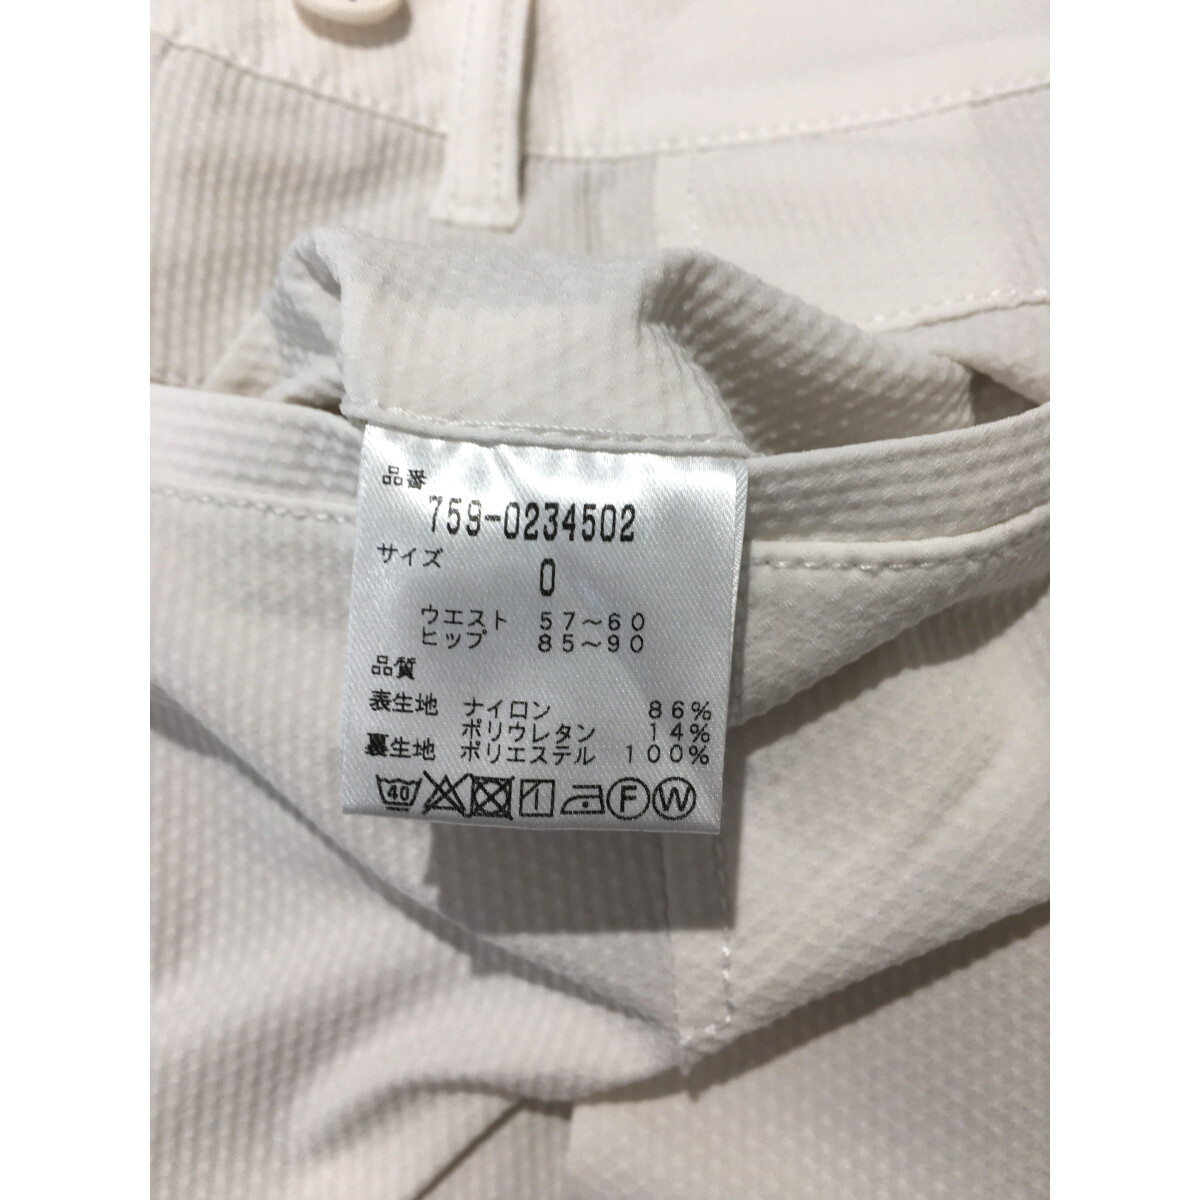 品番
759-0234502
サイズ
0
ウエスト 57～60
ヒップ 85～90
品質
表生地 ナイロン 86%
ポリウレタン 14%
裏生地 ポリエステル 100%
40 F W